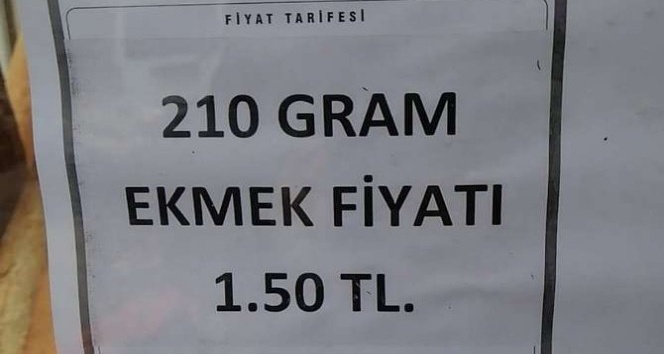 FİYAT TARİFESİ
210 GRAM
EKMEK FİYATI
1.50 TL.